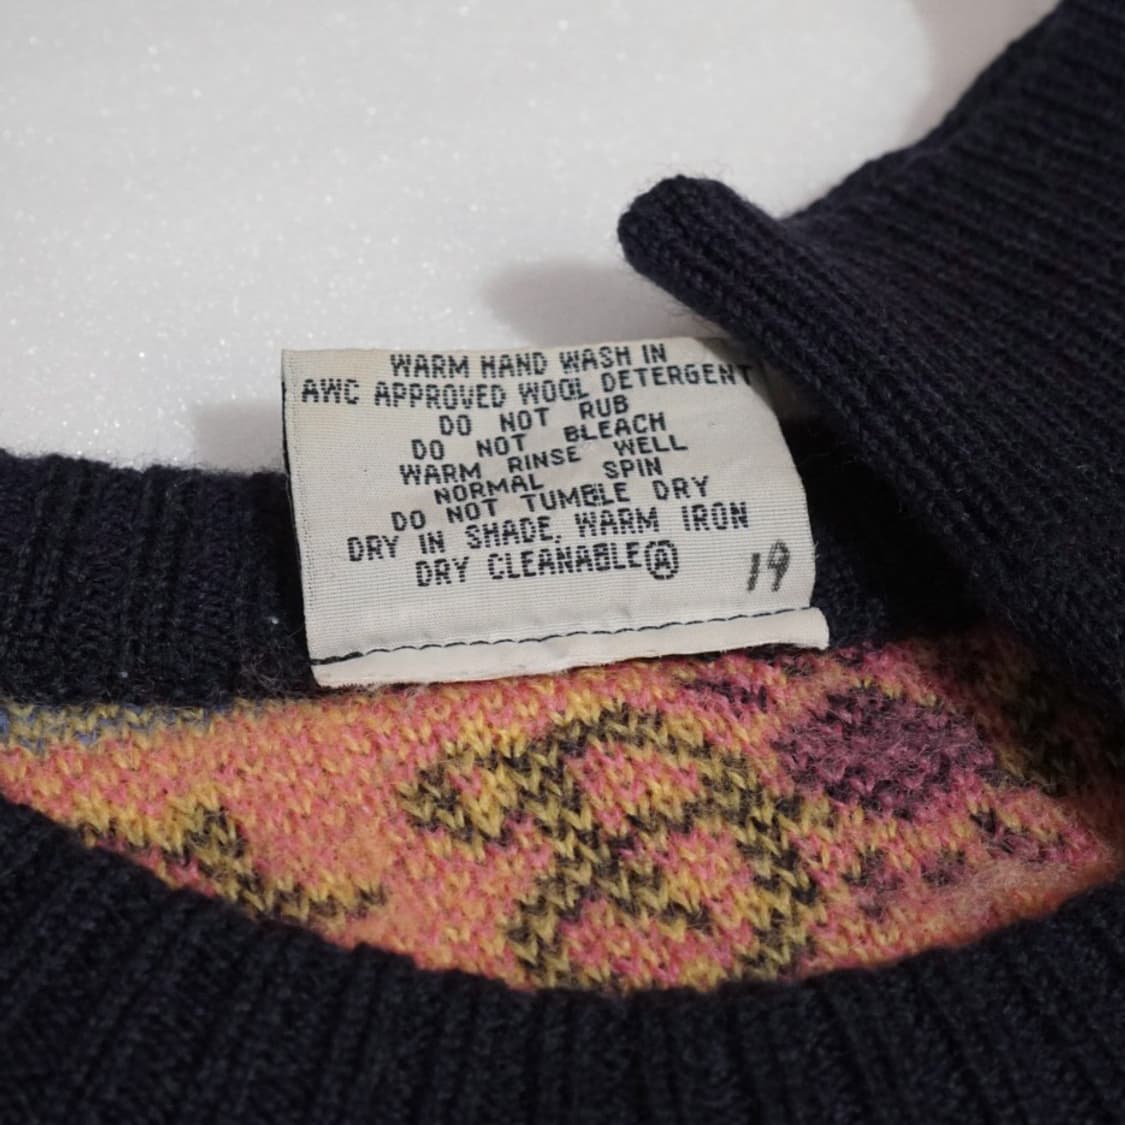 WARM HAND WASH IN
AWC APPROVED WOOL DETERGENT
DO NOT RUB
DO NOT BLEACH
WARM RINSE WELL
NORMAL SPIN
DO NOT TUMBLE DRY
DRY IN SHADE, WARM IRON
DRY CLEANABLE Ⓐ
19